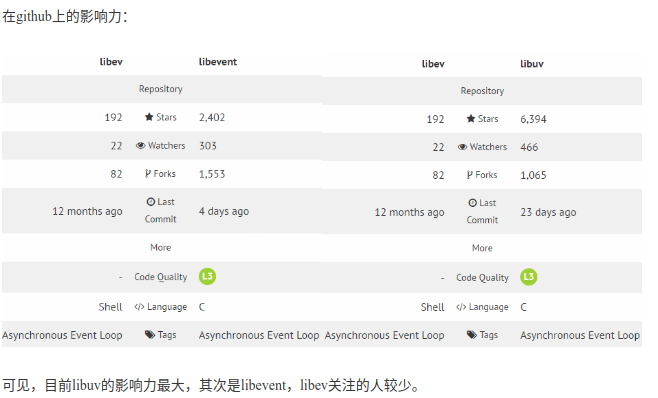 在github上的影响力：
libev libevent libev libuv
Repository Repository
192 Stars 2,402 192 Stars 6,394
22 Watchers 303 22 Watchers 466
82 Forks 1,553 82 Forks 1,065
12 months ago Last Commit 4 days ago 12 months ago Last Commit 23 days ago
More More
- Code Quality L3 - Code Quality L3
Shell </> Language C Shell </> Language C
Asynchronous Event Loop Tags Asynchronous Event Loop Asynchronous Event Loop Tags Asynchronous Event Loop
可见，目前libuv的影响力最大，其次是libevent，libev关注的人较少。